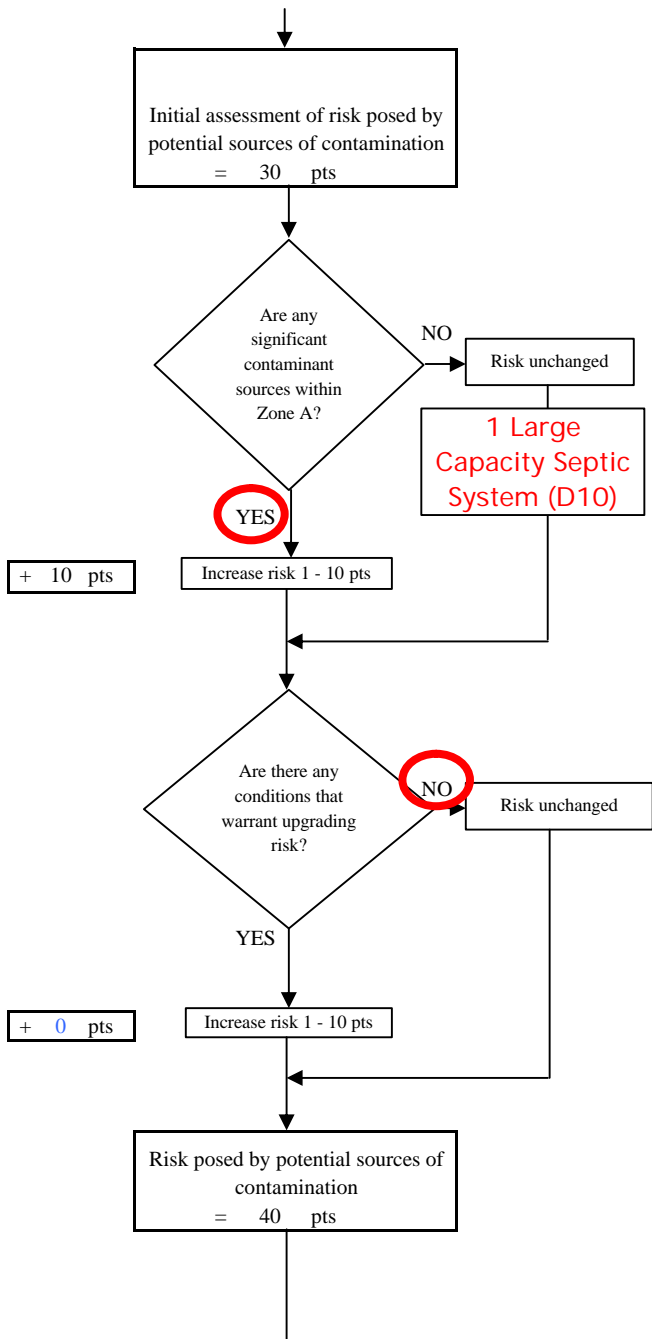 Initial assessment of risk posed by
potential sources of contamination
= 30 pts
Are any
significant
contaminant
sources within
Zone A?
NO
Risk unchanged
1 Large
Capacity Septic
System (D10)
YES
+ 10 pts
Increase risk 1 - 10 pts
Are there any
conditions that
warrant upgrading
risk?
NO
Risk unchanged
YES
+ 0 pts
Increase risk 1 - 10 pts
Risk posed by potential sources of
contamination
= 40 pts